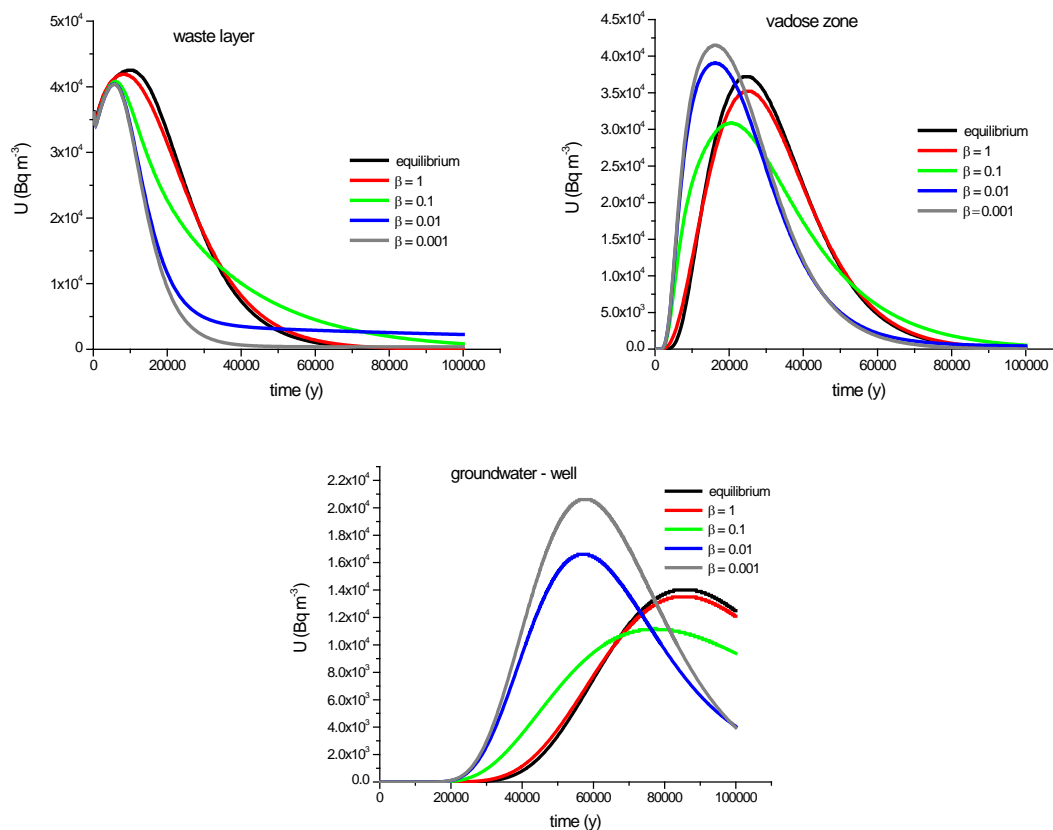 waste layer
5x10⁴
4x10⁴
3x10⁴
2x10⁴
1x10⁴
0
U (Bq m⁻³)
0 20000 40000 60000 80000 100000
time (y)
equilibrium
β = 1
β = 0.1
β = 0.01
β = 0.001
vadose zone
4.5x10⁴
4.0x10⁴
3.5x10⁴
3.0x10⁴
2.5x10⁴
2.0x10⁴
1.5x10⁴
1.0x10⁴
5.0x10³
0.0
U (Bq m⁻³)
0 20000 40000 60000 80000 100000
time (y)
equilibrium
β = 1
β = 0.1
β = 0.01
β = 0.001
groundwater - well
2.2x10⁴
2.0x10⁴
1.8x10⁴
1.6x10⁴
1.4x10⁴
1.2x10⁴
1.0x10⁴
8.0x10³
6.0x10³
4.0x10³
2.0x10³
0.0
U (Bq m⁻³)
0 20000 40000 60000 80000 100000
time (y)
equilibrium
β = 1
β = 0.1
β = 0.01
β = 0.001